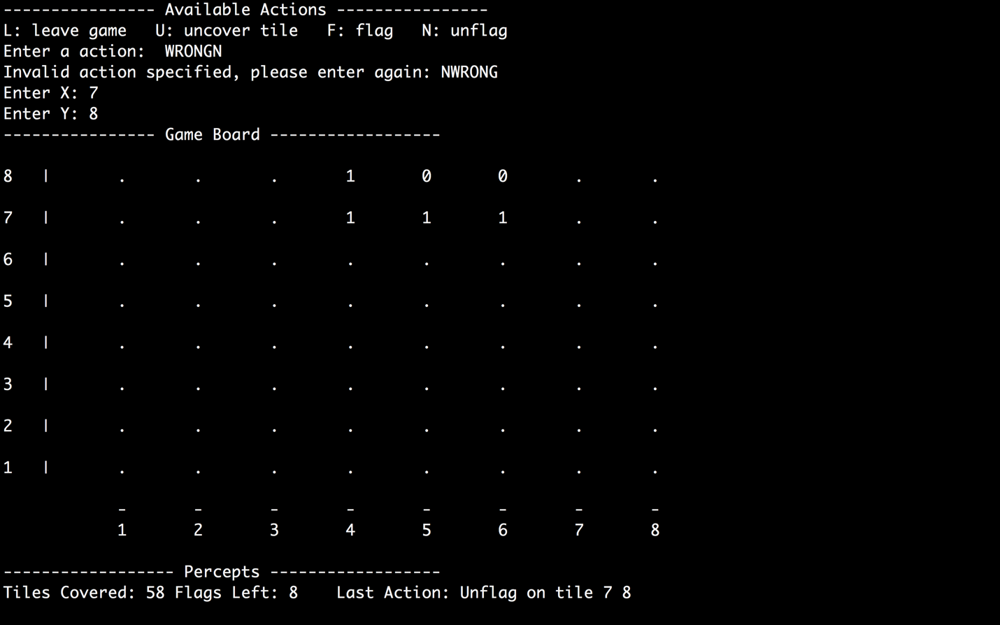 ---------------- Available Actions ----------------
L: leave game   U: uncover tile   F: flag   N: unflag
Enter a action:  WRONGN
Invalid action specified, please enter again: NWRONG
Enter X: 7
Enter Y: 8
---------------- Game Board ------------------
8   |       .       .       .       1       0       0       .       .
7   |       .       .       .       1       1       1       .       .
6   |       .       .       .       .       .       .       .       .
5   |       .       .       .       .       .       .       .       .
4   |       .       .       .       .       .       .       .       .
3   |       .       .       .       .       .       .       .       .
2   |       .       .       .       .       .       .       .       .
1   |       .       .       .       .       .       .       .       .
            -       -       -       -       -       -       -       -
            1       2       3       4       5       6       7       8
------------------ Percepts ------------------
Tiles Covered: 58 Flags Left: 8    Last Action: Unflag on tile 7 8